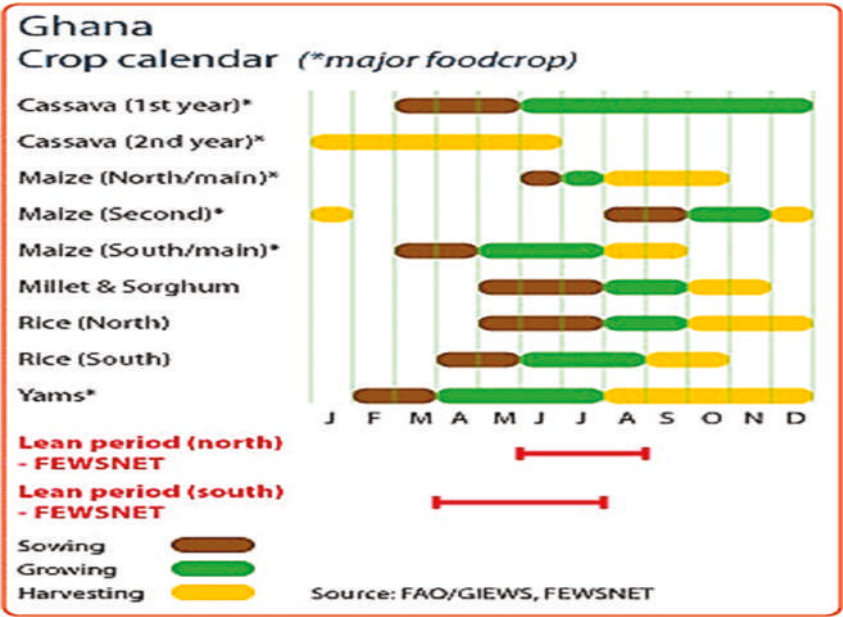 Ghana
Crop calendar (*major foodcrop)
Cassava (1st year)*
Cassava (2nd year)*
Maize (North/main)*
Maize (Second)*
Maize (South/main)*
Millet & Sorghum
Rice (North)
Rice (South)
Yams*
J F M A M J J A S O N D
Lean period (north)
- FEWSNET
Lean period (south)
- FEWSNET
Sowing
Growing
Harvesting
Source: FAO/GIEWS, FEWSNET